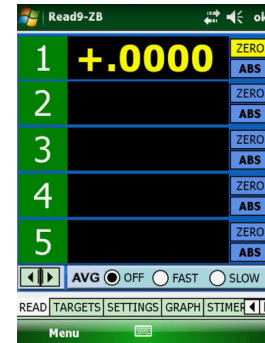 Read9-ZB ok
1 +.0000 ZERO
ABS
2 ZERO
ABS
3 ZERO
ABS
4 ZERO
ABS
5 ZERO
ABS
AVG OFF FAST SLOW
READ TARGETS SETTINGS GRAPH STIMER
Menu